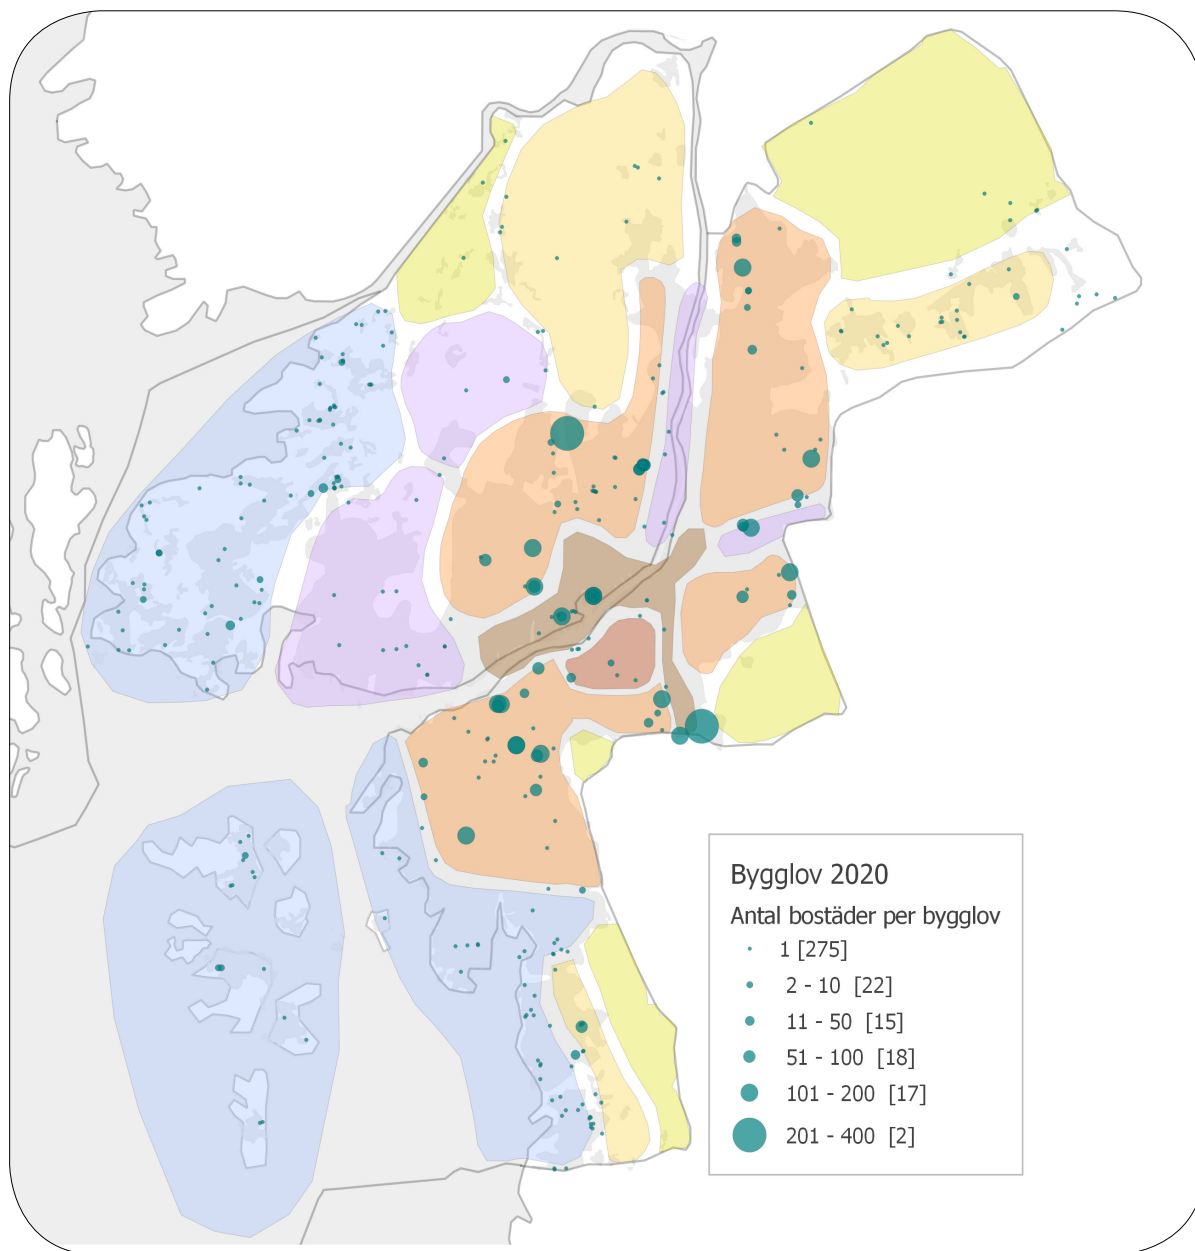 Bygglov 2020
Antal bostäder per bygglov
1 [275]
2 - 10 [22]
11 - 50 [15]
51 - 100 [18]
101 - 200 [17]
201 - 400 [2]